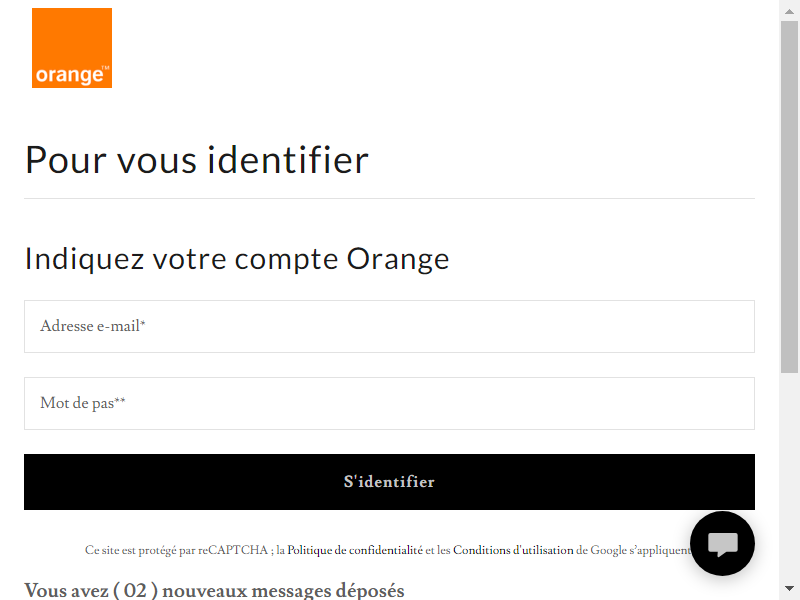 orange™
Pour vous identifier
Indiquez votre compte Orange
Adresse e-mail*
Mot de pas**
S'identifier
Ce site est protégé par reCAPTCHA ; la Politique de confidentialité et les Conditions d'utilisation de Google s’appliquent
Vous avez ( 02 ) nouveaux messages déposés